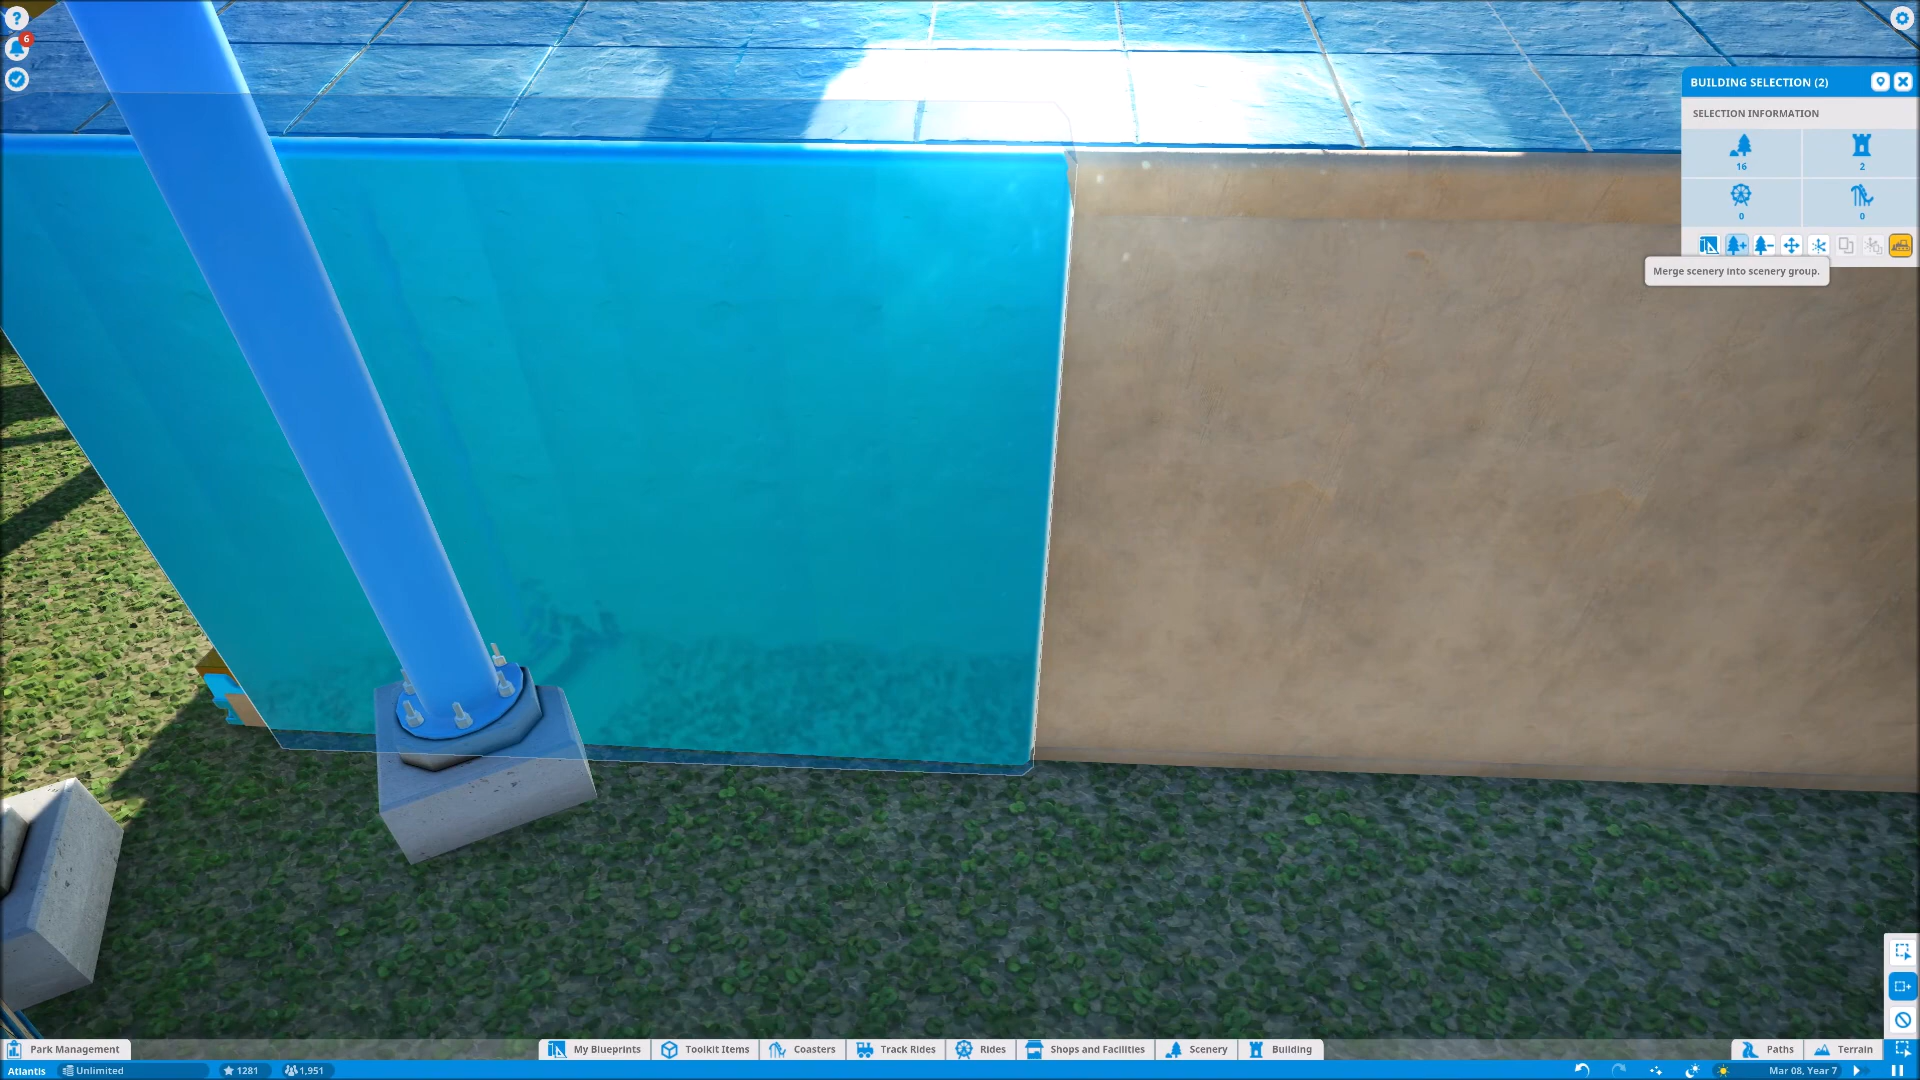 ?
6
BUILDING SELECTION (2)
SELECTION INFORMATION
16
2
0
0
Merge scenery into scenery group.
Park Management
My Blueprints
Toolkit Items
Coasters
Track Rides
Rides
Shops and Facilities
Scenery
Building
Paths
Terrain
Atlantis
Unlimited
1281
1,951
Mar 08, Year 7